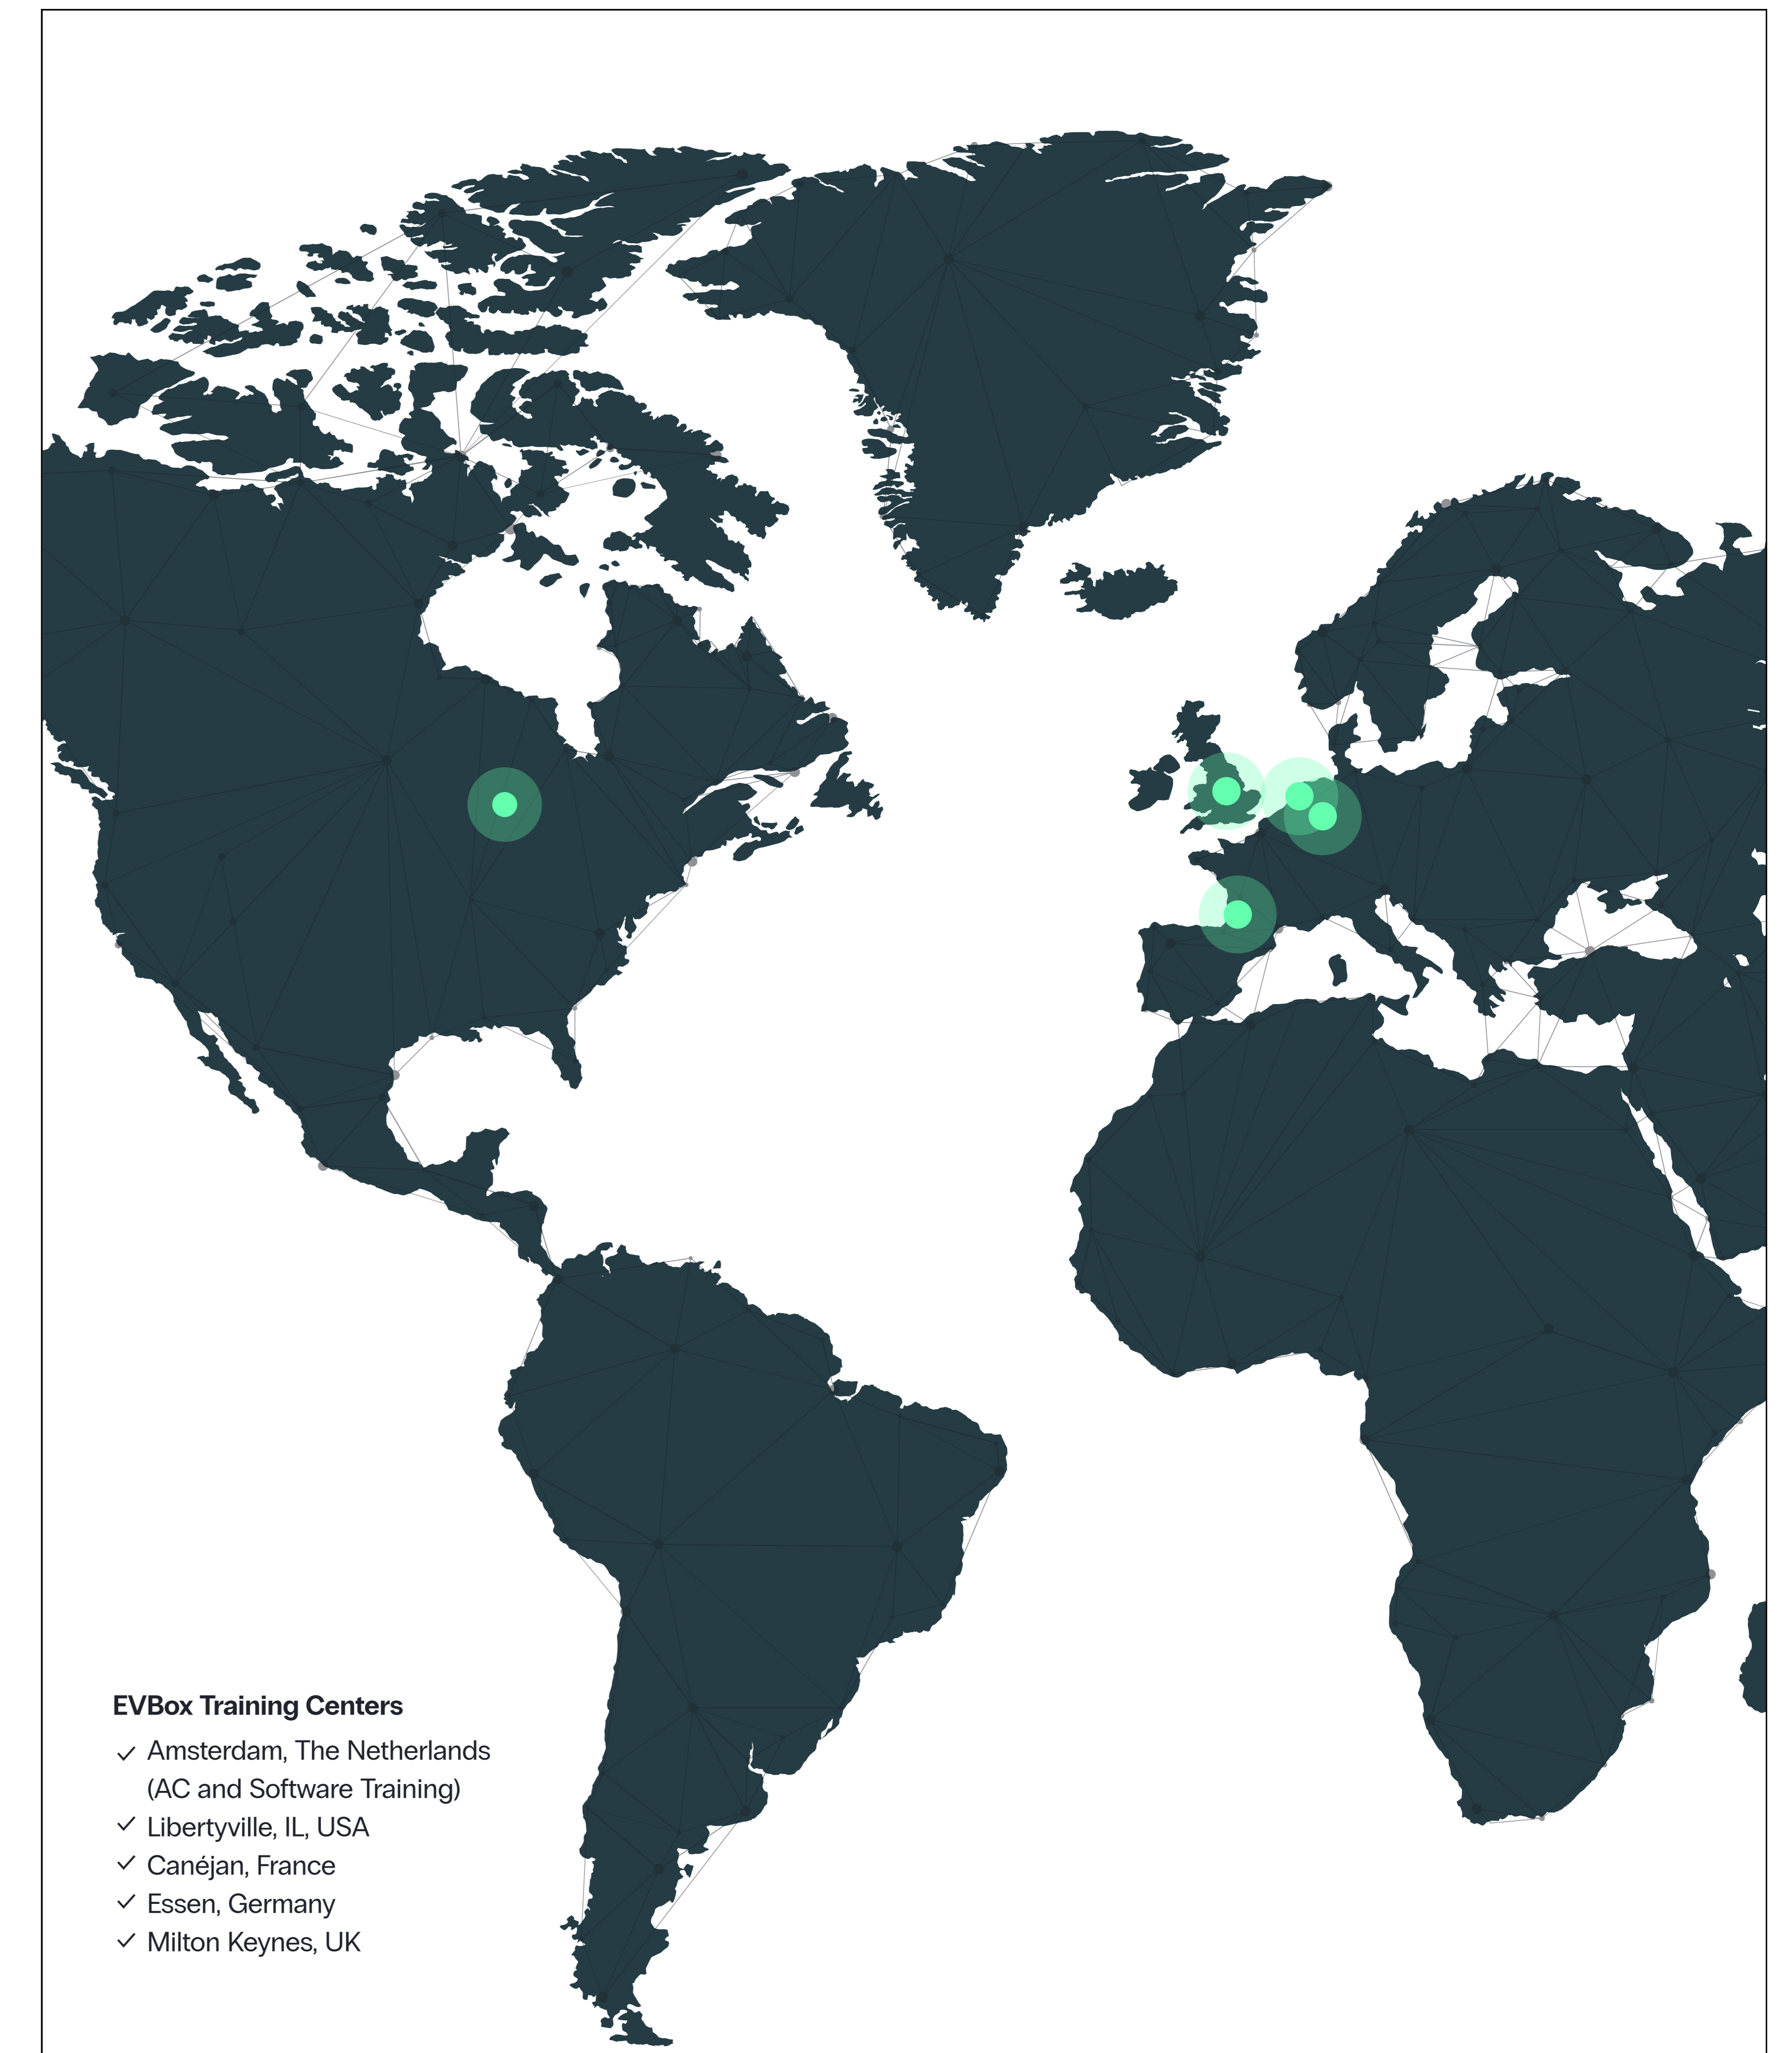 EVBox Training Centers
Amsterdam, The Netherlands
(AC and Software Training)
Libertyville, IL, USA
Canéjan, France
Essen, Germany
Milton Keynes, UK